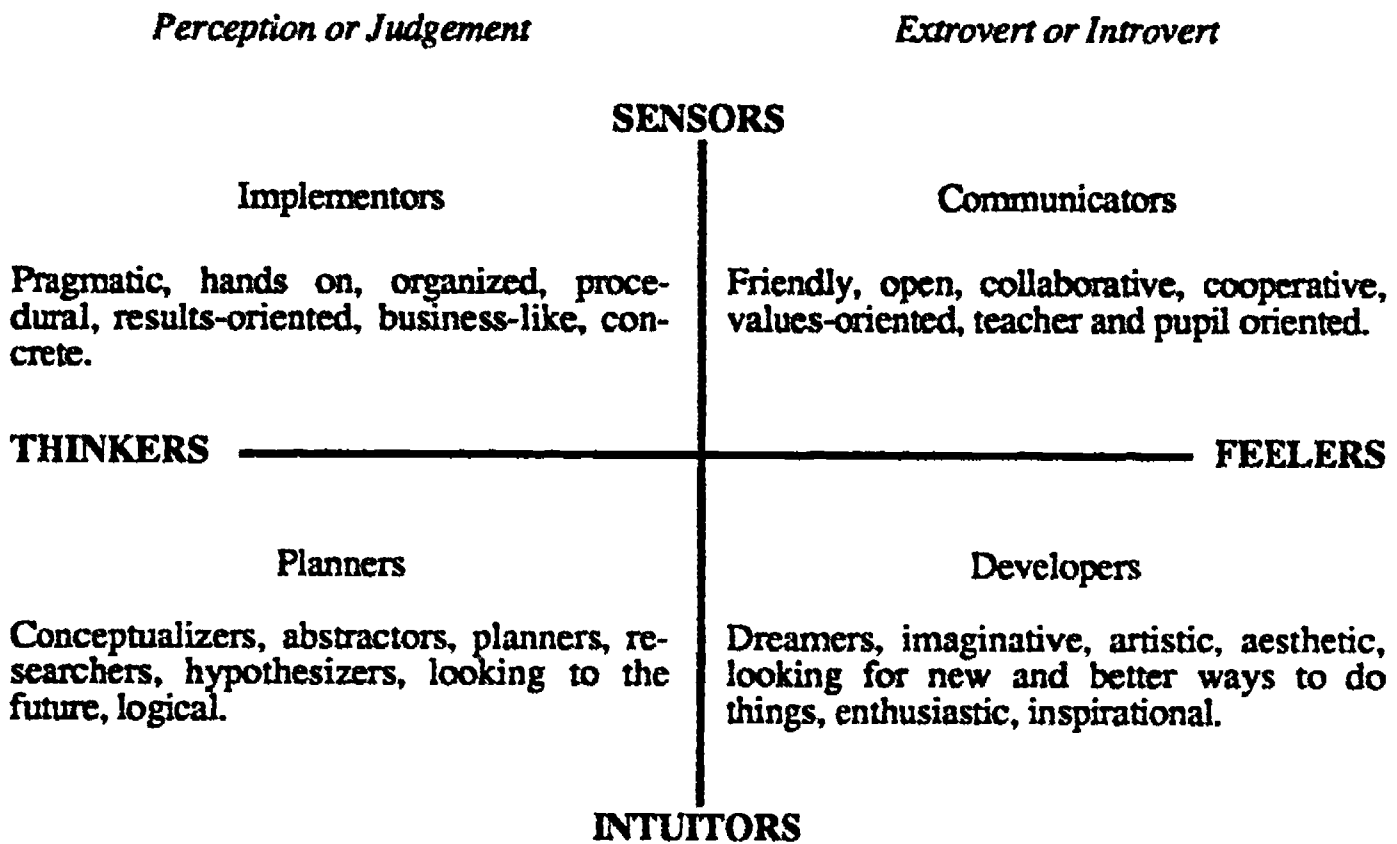 Perception or Judgement
Extrovert or Introvert
SENSORS
Implementors
Pragmatic, hands on, organized, proce-
dural, results-oriented, business-like, con-
crete.
Communicators
Friendly, open, collaborative, cooperative,
values-oriented, teacher and pupil oriented.
THINKERS
FEELERS
Planners
Conceptualizers, abstractors, planners, re-
searchers, hypothesizers, looking to the
future, logical.
Developers
Dreamers, imaginative, artistic, aesthetic,
looking for new and better ways to do
things, enthusiastic, inspirational.
INTUITORS